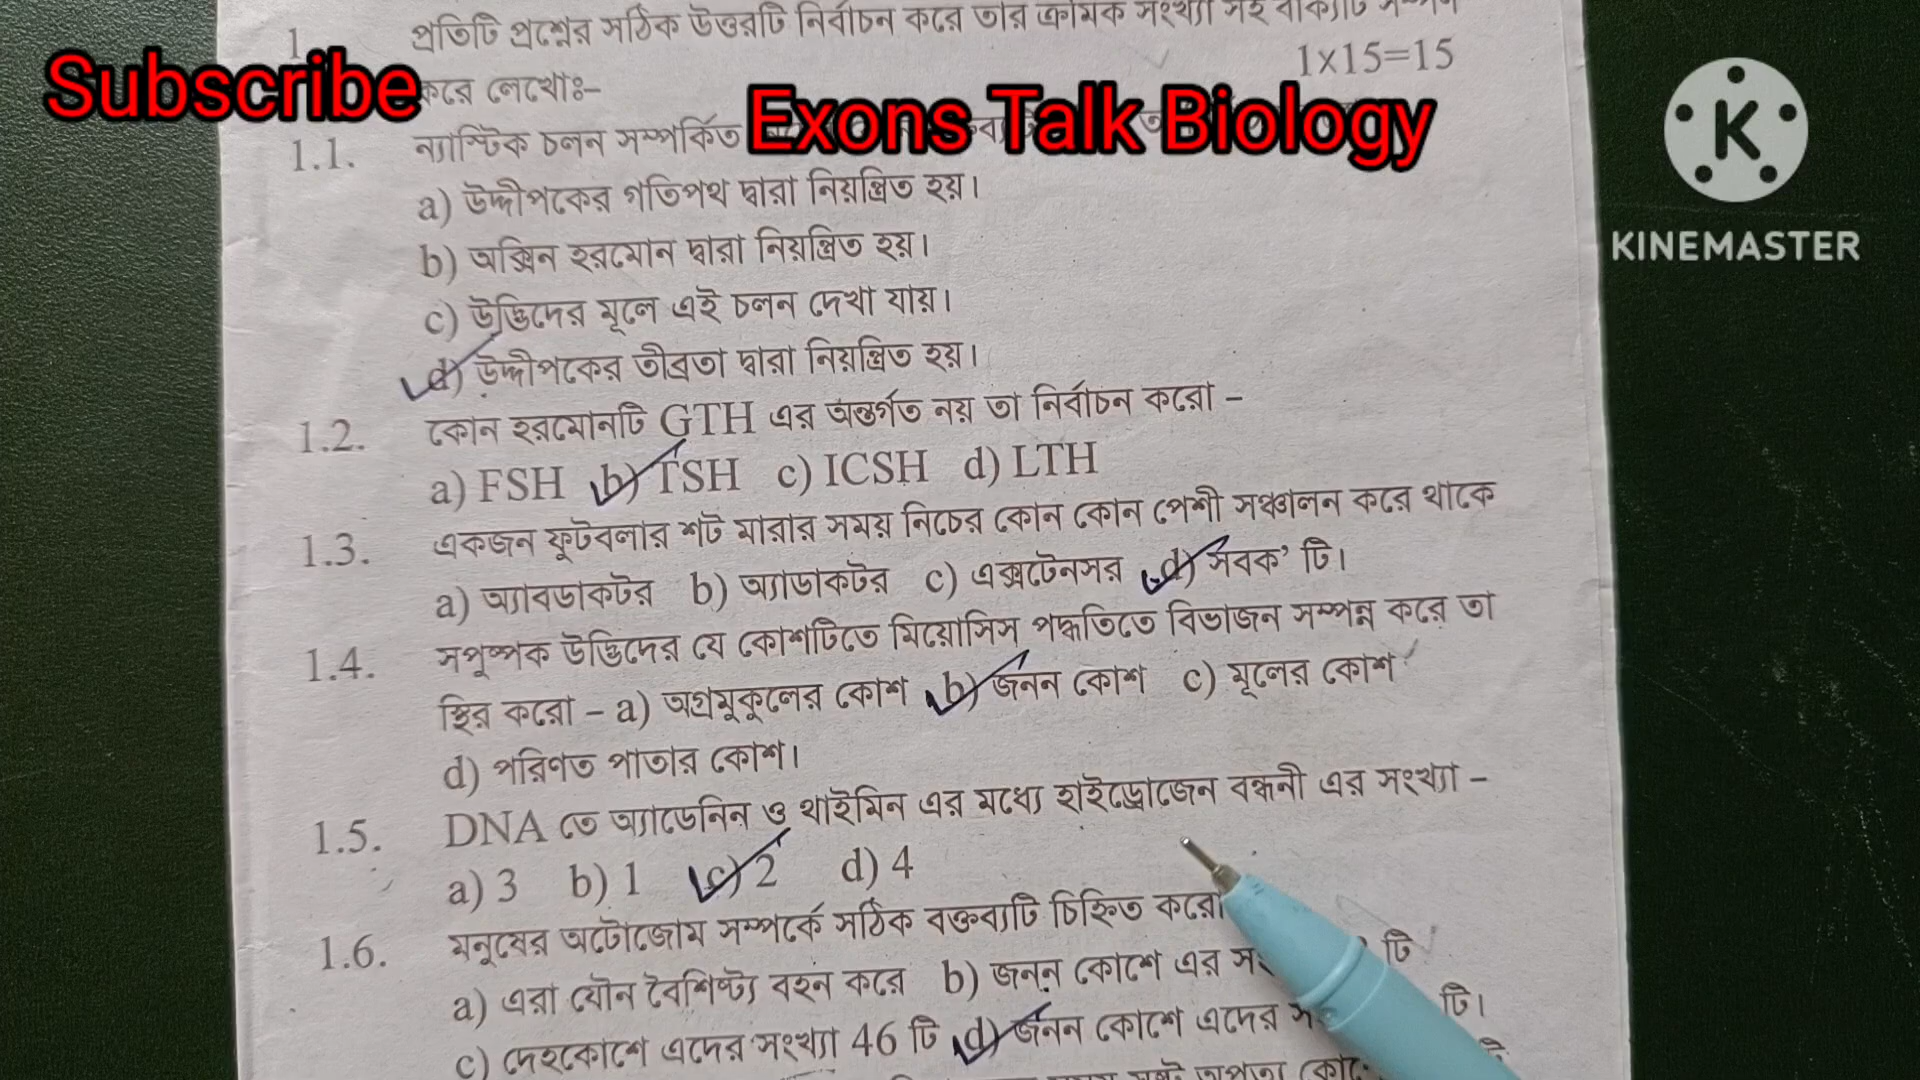 1. প্রতিটি প্রশ্নের সঠিক উত্তরটি নির্বাচন করে তার ক্রমিক সংখ্যা সহ বাক্যটি
1×15=15
Subscribe
করে লেখোঃ-
Exons Talk Biology
KINEMASTER
1.1. ন্যাস্টিক চলন সম্পর্কিত
a) উদ্দীপকের গতিপথ দ্বারা নিয়ন্ত্রিত হয়।
b) অক্সিন হরমোন দ্বারা নিয়ন্ত্রিত হয়।
c) উদ্ভিদের মূলে এই চলন দেখা যায়।
d) উদ্দীপকের তীব্রতা দ্বারা নিয়ন্ত্রিত হয়।
1.2. কোন হরমোনটি GTH এর অন্তর্গত নয় তা নির্বাচন করো –
a) FSH b) TSH c) ICSH d) LTH
1.3. একজন ফুটবলার শট মারার সময় নিচের কোন কোন পেশী সঞ্চালন করে থাকে
a) অ্যাবডাকটর b) অ্যাডাকটর c) এক্সটেনসর d) সবক’ টি।
1.4. সপুষ্পক উদ্ভিদের যে কোশটিতে মিয়োসিস পদ্ধতিতে বিভাজন সম্পন্ন করে তা
স্থির করো – a) অগ্রমুকুলের কোশ b) জনন কোশ c) মূলের কোশ
d) পরিণত পাতার কোশ।
1.5. DNA তে অ্যাডেনিন ও থাইমিন এর মধ্যে হাইড্রোজেন বন্ধনী এর সংখ্যা –
a) 3 b) 1 c) 2 d) 4
1.6. মনুষের অটোজোম সম্পর্কে সঠিক বক্তব্যটি চিহ্নিত করো
a) এরা যৌন বৈশিষ্ট্য বহন করে b) জনন কোশে এর টি
c) দেহকোশে এদের সংখ্যা 46 টি d) জনন কোশে এদের টি।